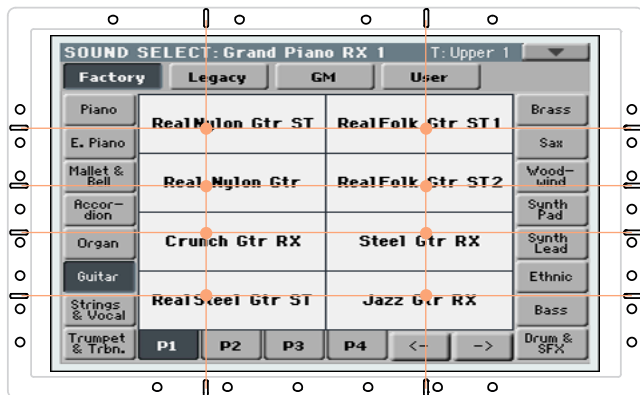 SOUND SELECT:Grand Piano RX 1 T:Upper 1
Factory Legacy GM User
Piano
E. Piano
Mallet &
Bell
Accor-
dion
Organ
Guitar
Strings
& Vocal
Trumpet
& Trbn.
RealNylon Gtr ST RealFolk Gtr ST1
Real Nylon Gtr RealFolk Gtr ST2
Crunch Gtr RX Steel Gtr RX
RealSteel Gtr ST Jazz Gtr RX
Brass
Sax
Wood-
wind
Synth
Pad
Synth
Lead
Ethnic
Bass
Drum &
SFX
P1 P2 P3 P4 <- ->